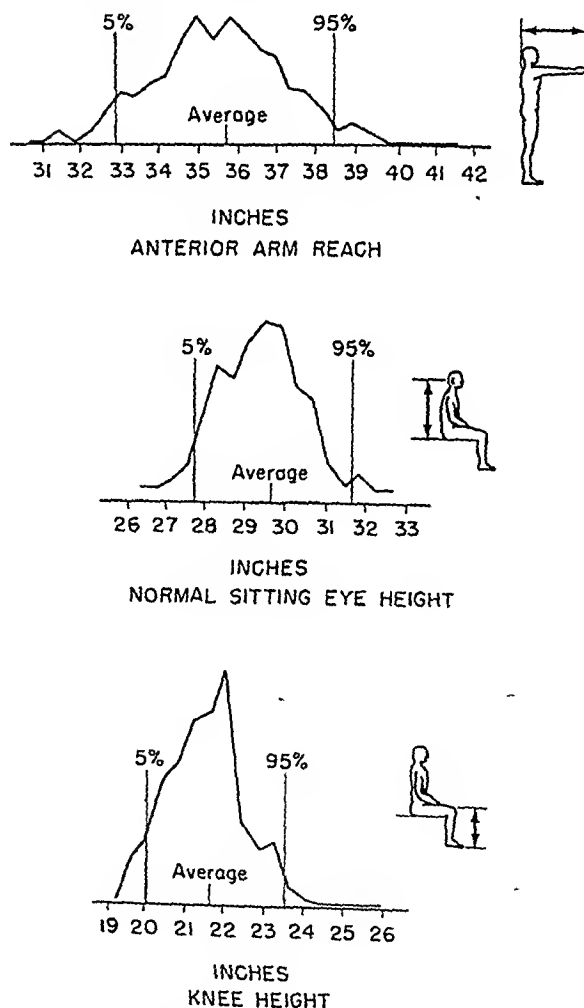 5% 95%
Average
31 32 33 34 35 36 37 38 39 40 41 42
INCHES
ANTERIOR ARM REACH
5% 95%
Average
26 27 28 29 30 31 32 33
INCHES
NORMAL SITTING EYE HEIGHT
5% 95%
Average
19 20 21 22 23 24 25 26
INCHES
KNEE HEIGHT